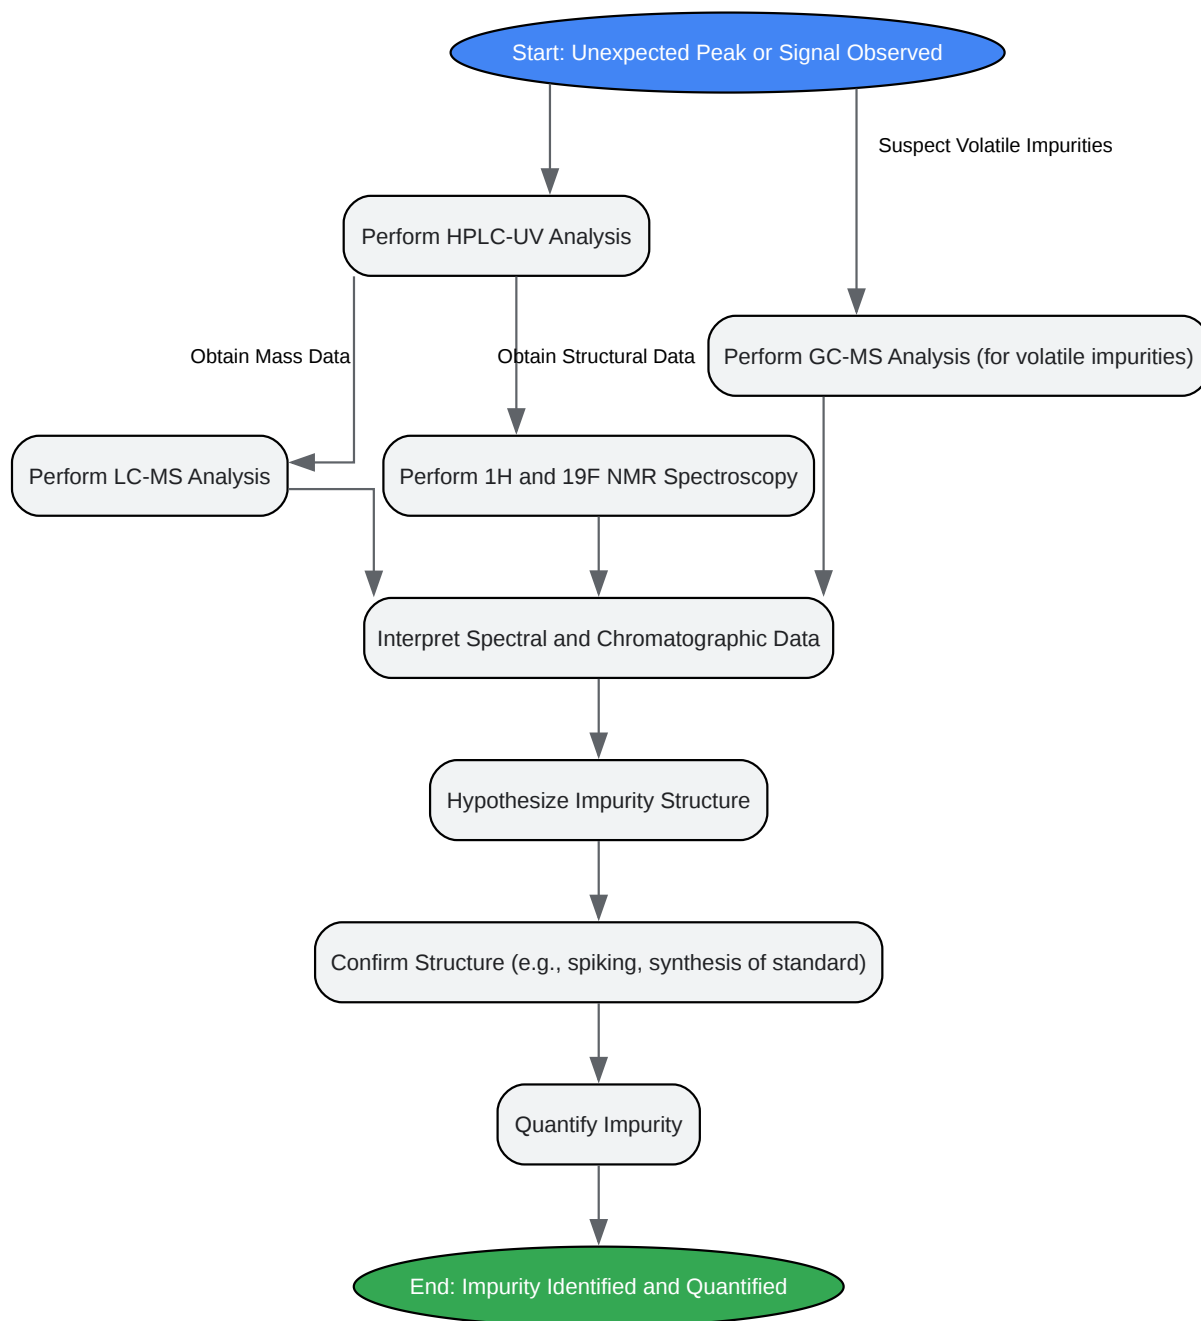 Start: Unexpected Peak or Signal Observed
Suspect Volatile Impurities
Perform HPLC-UV Analysis
Obtain Mass Data
Obtain Structural Data
Perform GC-MS Analysis (for volatile impurities)
Perform LC-MS Analysis
Perform 1H and 19F NMR Spectroscopy
Interpret Spectral and Chromatographic Data
Hypothesize Impurity Structure
Confirm Structure (e.g., spiking, synthesis of standard)
Quantify Impurity
End: Impurity Identified and Quantified